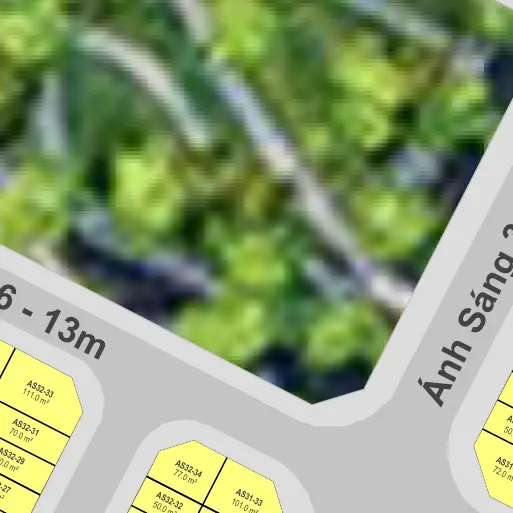 6 - 13m
Ánh Sáng
AS32-33
111.0 m²
AS32-31
70.0 m²
AS32-29
AS32-34
77.0 m²
AS32-32
50.0 m²
AS31-33
101.0 m²
72.0 m²